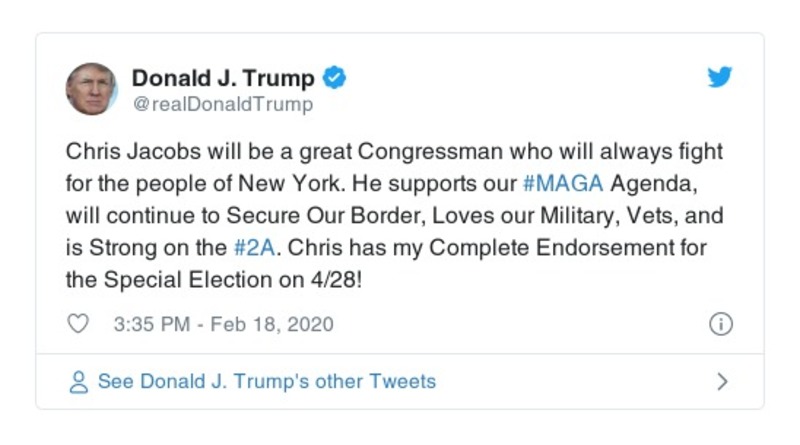 Donald J. Trump
@realDonaldTrump
Chris Jacobs will be a great Congressman who will always fight
for the people of New York. He supports our #MAGA Agenda,
will continue to Secure Our Border, Loves our Military, Vets, and
is Strong on the #2A. Chris has my Complete Endorsement for
the Special Election on 4/28!
3:35 PM - Feb 18, 2020
See Donald J. Trump's other Tweets